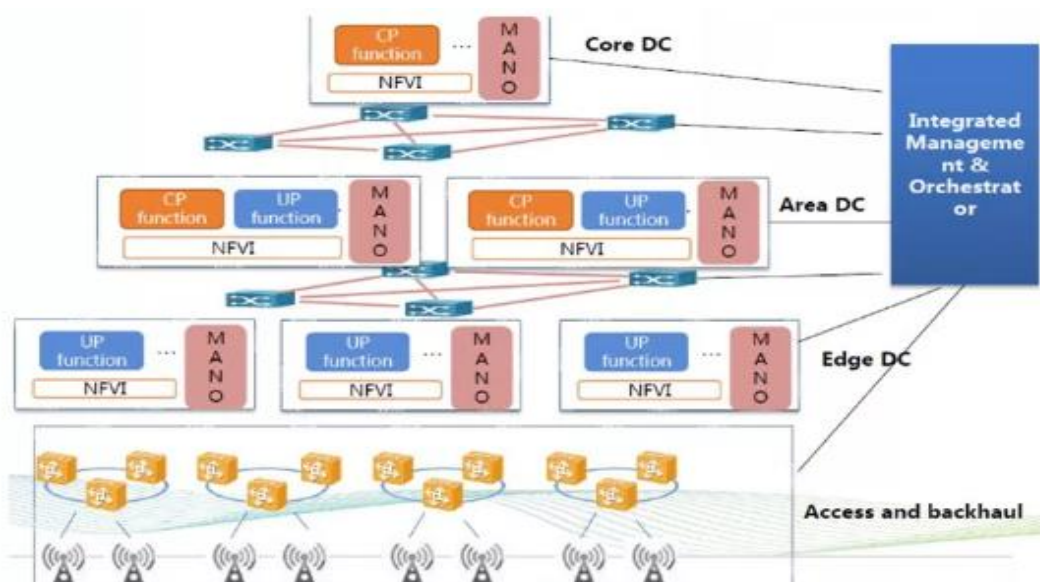 CP
function
...
M
A
N
O
NFVI
Core DC
Integrated
Manageme
nt &
Orchestrat
or
CP
function
UP
function
M
A
N
O
NFVI
CP
function
UP
function
M
A
N
O
NFVI
Area DC
UP
function
...
M
A
N
O
NFVI
UP
function
...
M
A
N
O
NFVI
UP
function
...
M
A
N
O
NFVI
Edge DC
Access and backhaul